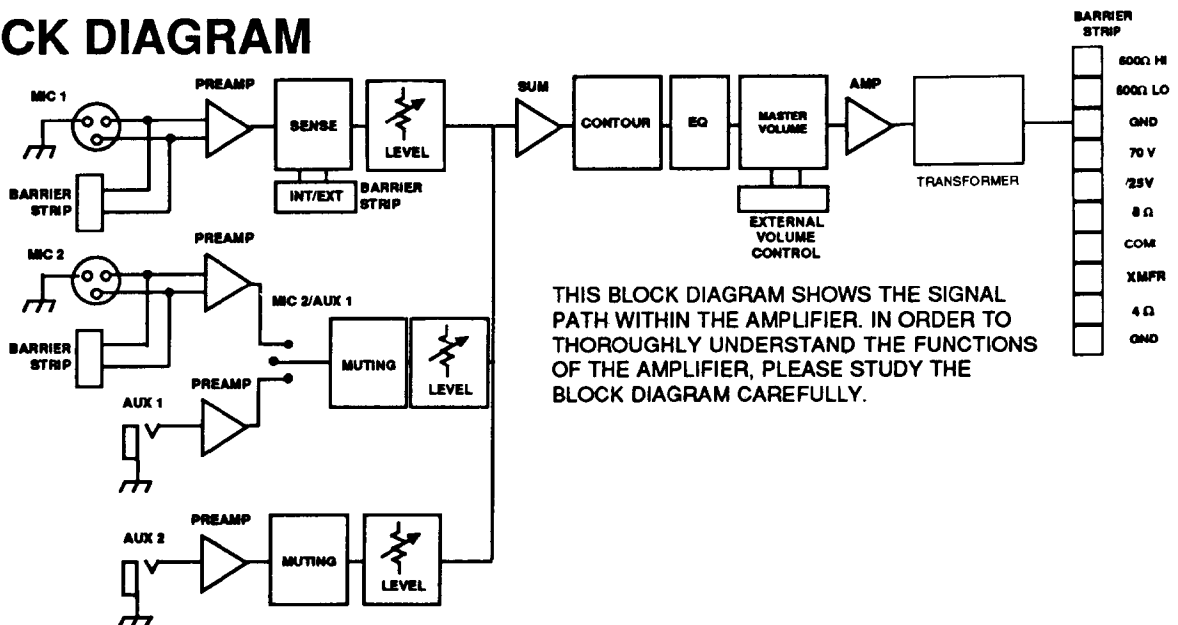 CK DIAGRAM
BARRIER
STRIP
600Ω HI
600Ω LO
GND
70 V
25V
8 Ω
COM
XMFR
4 Ω
GND
MIC 1
PREAMP
SENSE
LEVEL
INT/EXT
BARRIER
STRIP
BARRIER
STRIP
SUM
CONTOUR
EQ
MASTER
VOLUME
AMP
TRANSFORMER
EXTERNAL
VOLUME
CONTROL
MIC 2
PREAMP
MIC 2/AUX 1
BARRIER
STRIP
MUTING
LEVEL
PREAMP
AUX 1
THIS BLOCK DIAGRAM SHOWS THE SIGNAL
PATH WITHIN THE AMPLIFIER. IN ORDER TO
THOROUGHLY UNDERSTAND THE FUNCTIONS
OF THE AMPLIFIER, PLEASE STUDY THE
BLOCK DIAGRAM CAREFULLY.
AUX 2
PREAMP
MUTING
LEVEL